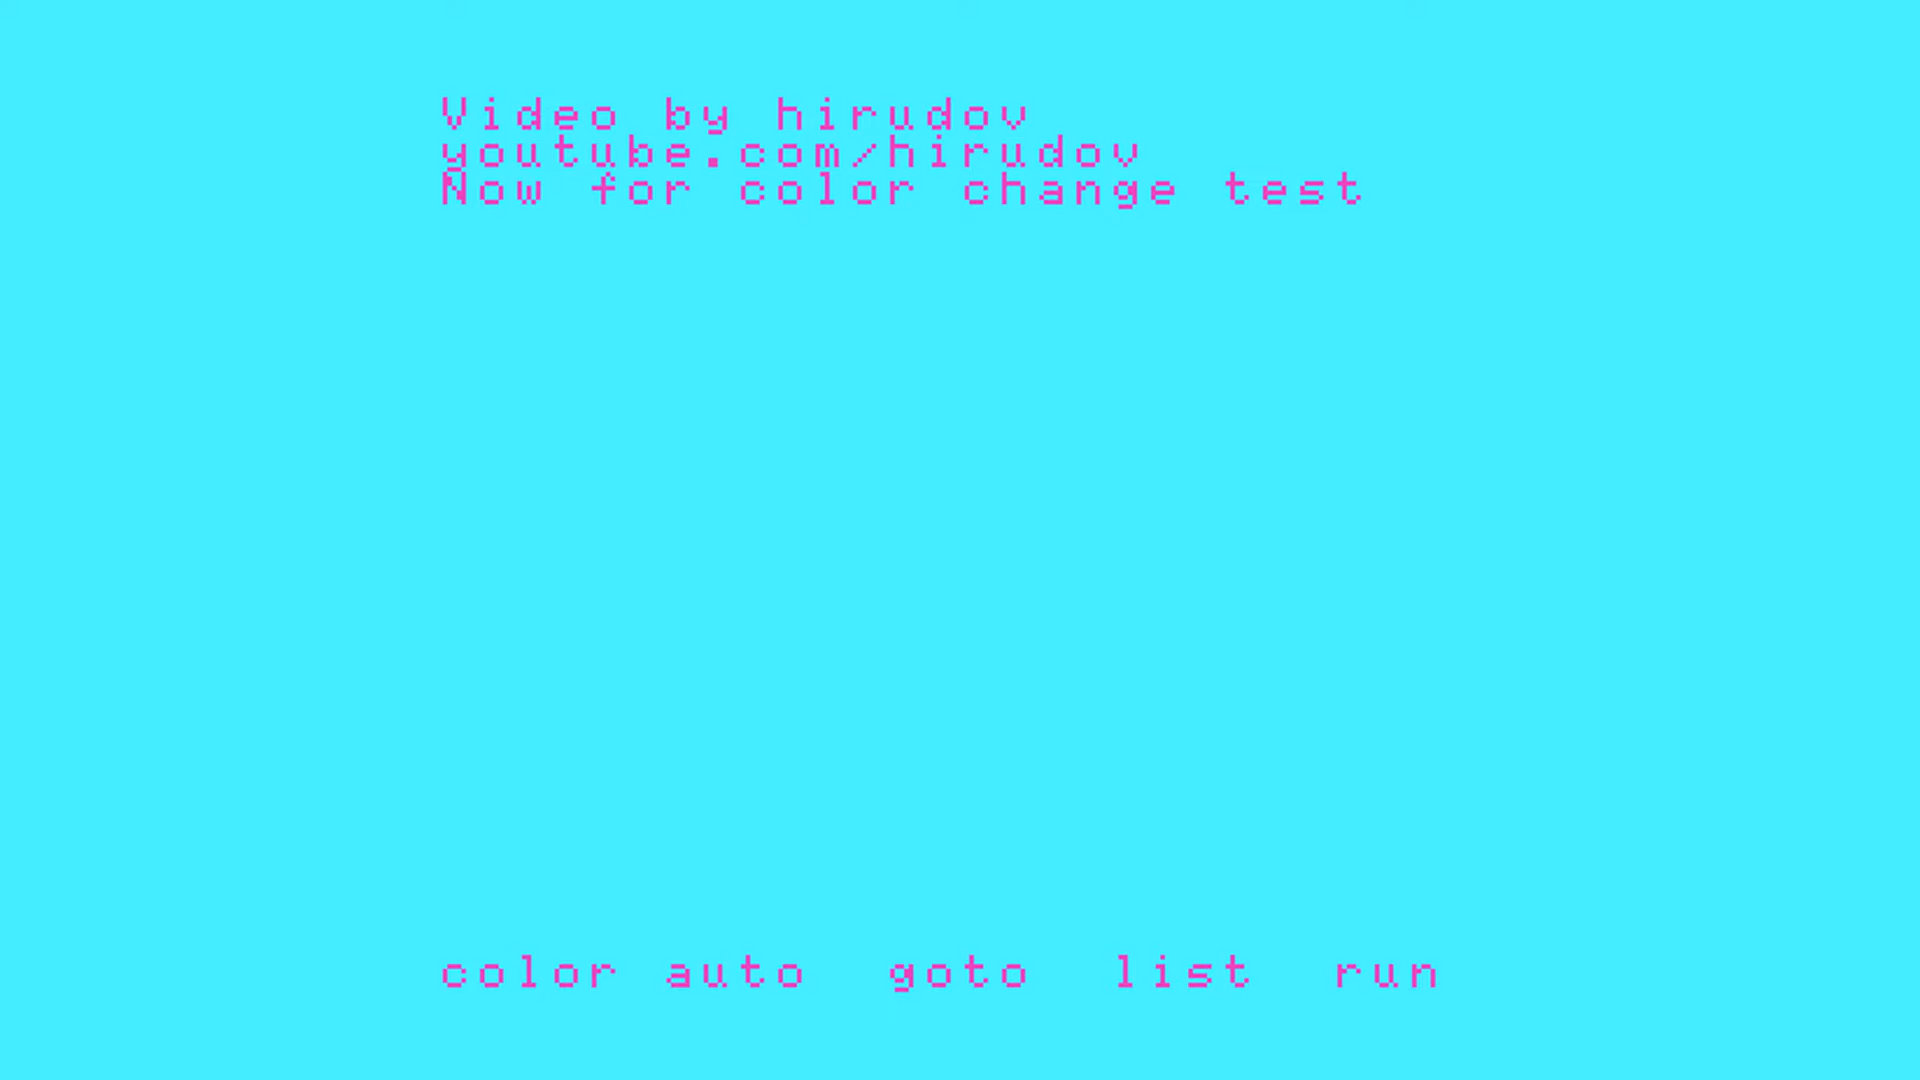 Video by hirudov
youtube.com/hirudov
Now for color change test
color auto goto list run